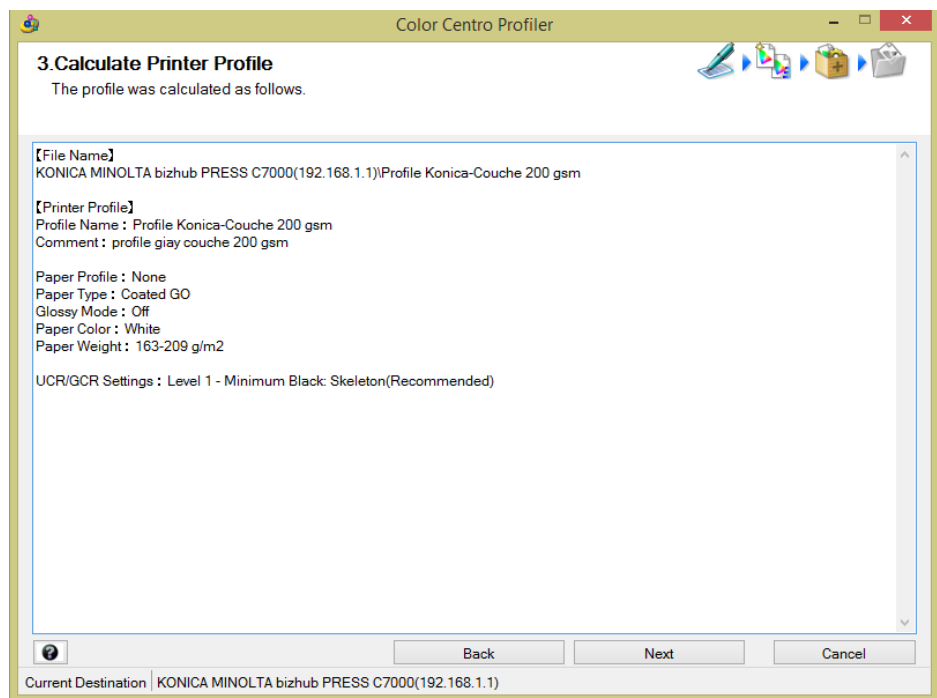 Color Centro Profiler
3.Calculate Printer Profile
The profile was calculated as follows.
【File Name】
KONICA MINOLTA bizhub PRESS C7000(192.168.1.1)\Profile Konica-Couche 200 gsm
【Printer Profile】
Profile Name： Profile Konica-Couche 200 gsm
Comment： profile giay couche 200 gsm
Paper Profile： None
Paper Type： Coated GO
Glossy Mode： Off
Paper Color： White
Paper Weight： 163-209 g/m2
UCR/GCR Settings： Level 1 - Minimum Black: Skeleton(Recommended)
Back Next Cancel
Current Destination KONICA MINOLTA bizhub PRESS C7000(192.168.1.1)